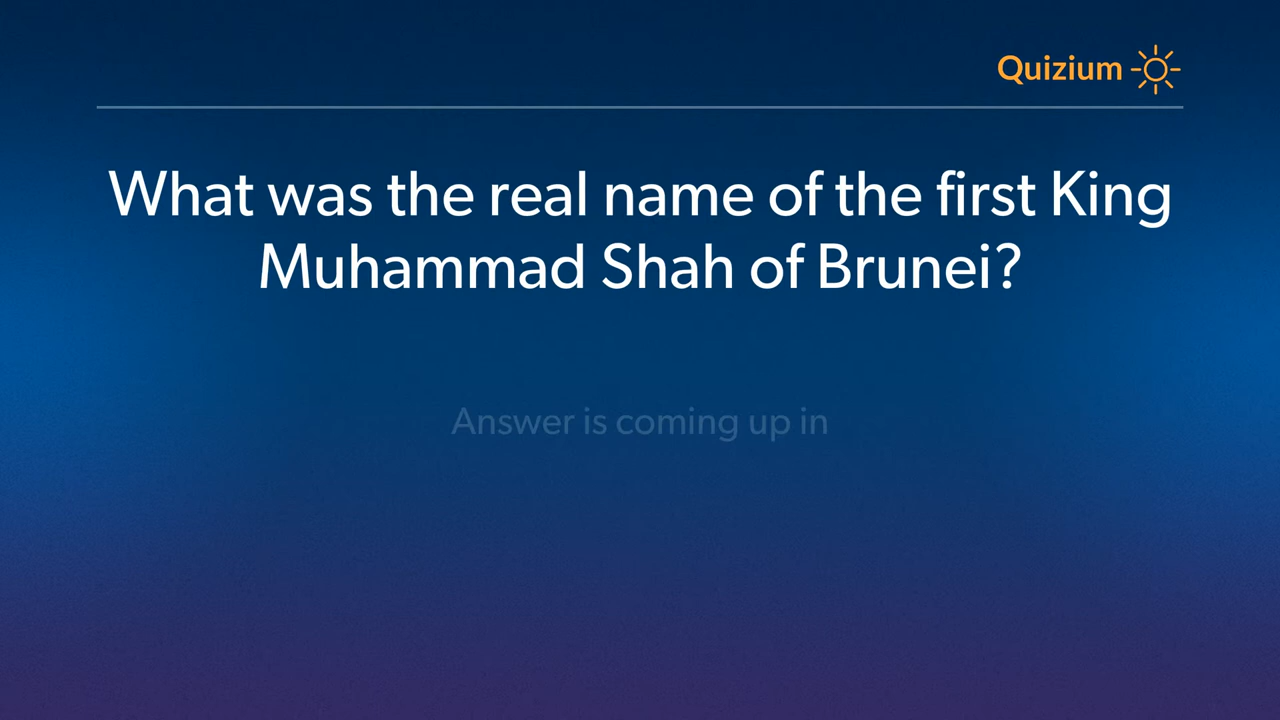 Quizium
What was the real name of the first King
Muhammad Shah of Brunei?
Answer is coming up in